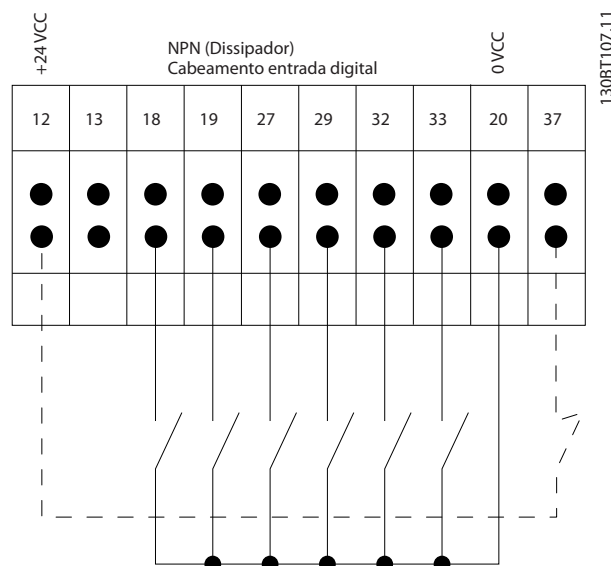 +24 VCC
NPN (Dissipador)
Cabeamento entrada digital
0 VCC
130BT107.11
12 13 18 19 27 29 32 33 20 37